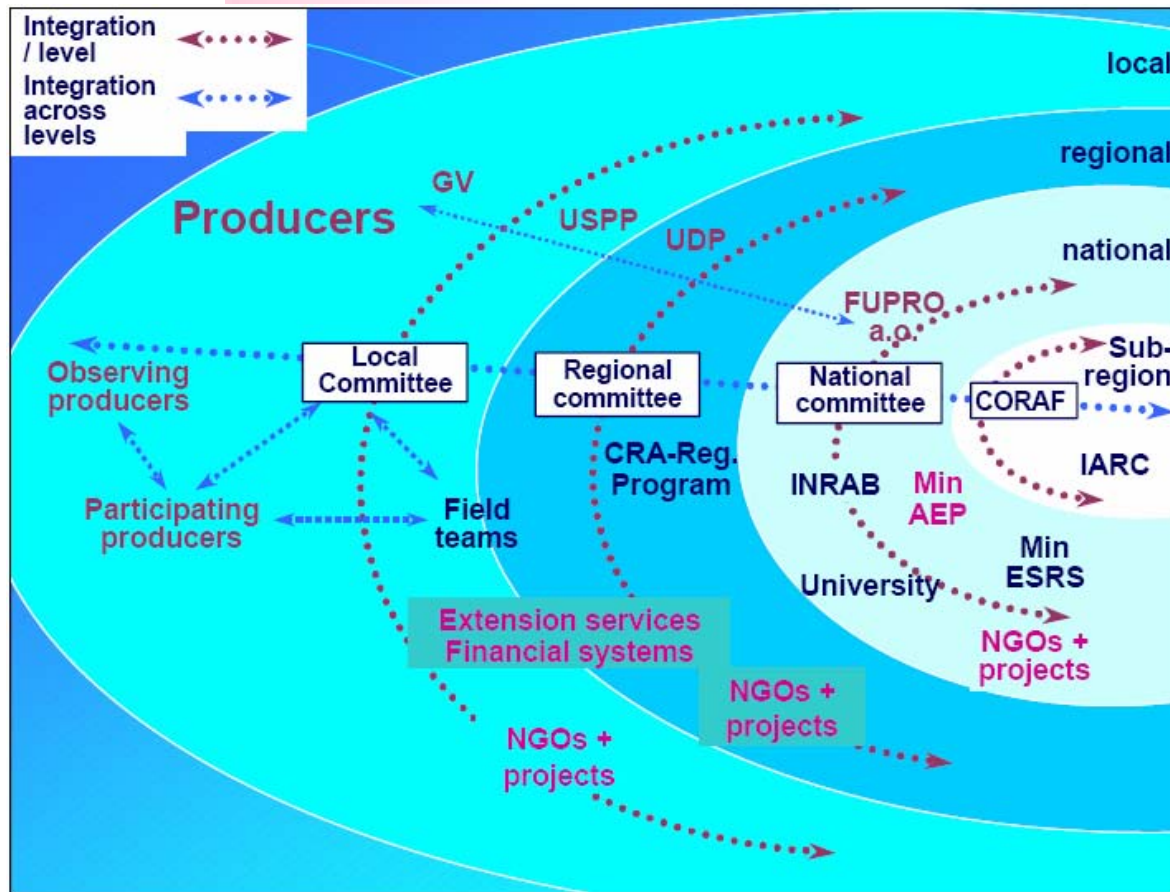 Integration
/ level
Integration
across
levels
local
regional
national
Sub-
region
GV
Producers
USPP
UDP
FUPRO
a.o.
Observing
producers
Local
Committee
Regional
committee
National
committee
CORAF
CRA-Reg.
Program
INRAB
Min
AEP
IARC
Participating
producers
Field
teams
Min
ESRS
University
Extension services
Financial systems
NGOs +
projects
NGOs +
projects
NGOs +
projects